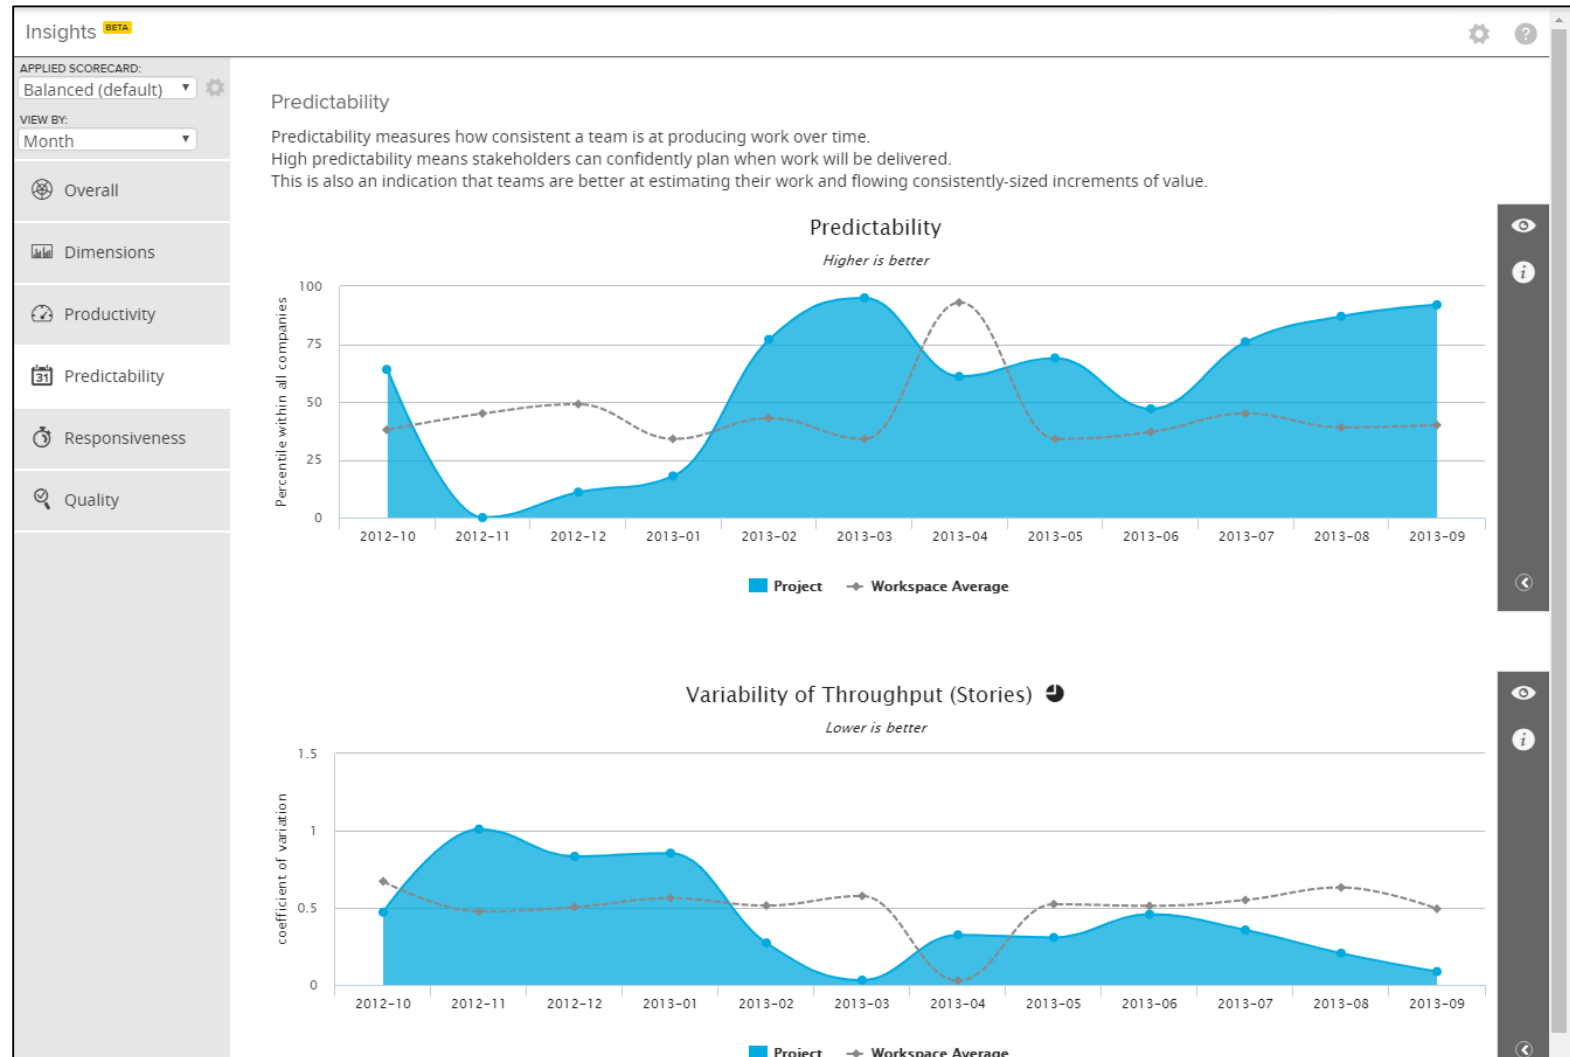 Insights BETA
APPLIED SCORECARD:
Balanced (default)
VIEW BY:
Month
Overall
Dimensions
Productivity
31 Predictability
Responsiveness
Quality
Predictability
Predictability measures how consistent a team is at producing work over time.
High predictability means stakeholders can confidently plan when work will be delivered.
This is also an indication that teams are better at estimating their work and flowing consistently-sized increments of value.
Predictability
Higher is better
Percentile within all companies
100
75
50
25
0
2012-10 2012-11 2012-12 2013-01 2013-02 2013-03 2013-04 2013-05 2013-06 2013-07 2013-08 2013-09
Project Workspace Average
Variability of Throughput (Stories)
Lower is better
coefficient of variation
1.5
1
0.5
0
2012-10 2012-11 2012-12 2013-01 2013-02 2013-03 2013-04 2013-05 2013-06 2013-07 2013-08 2013-09
Project Workspace Average